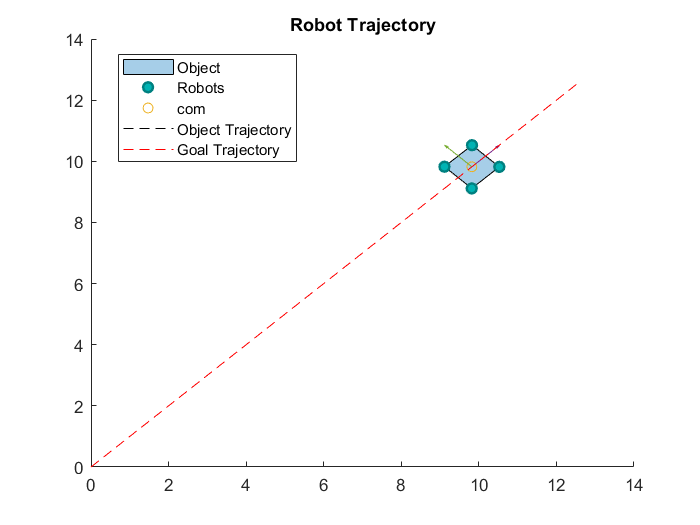 Robot Trajectory
14
12
10
8
6
4
2
0
Object
Robots
com
Object Trajectory
Goal Trajectory
0 2 4 6 8 10 12 14